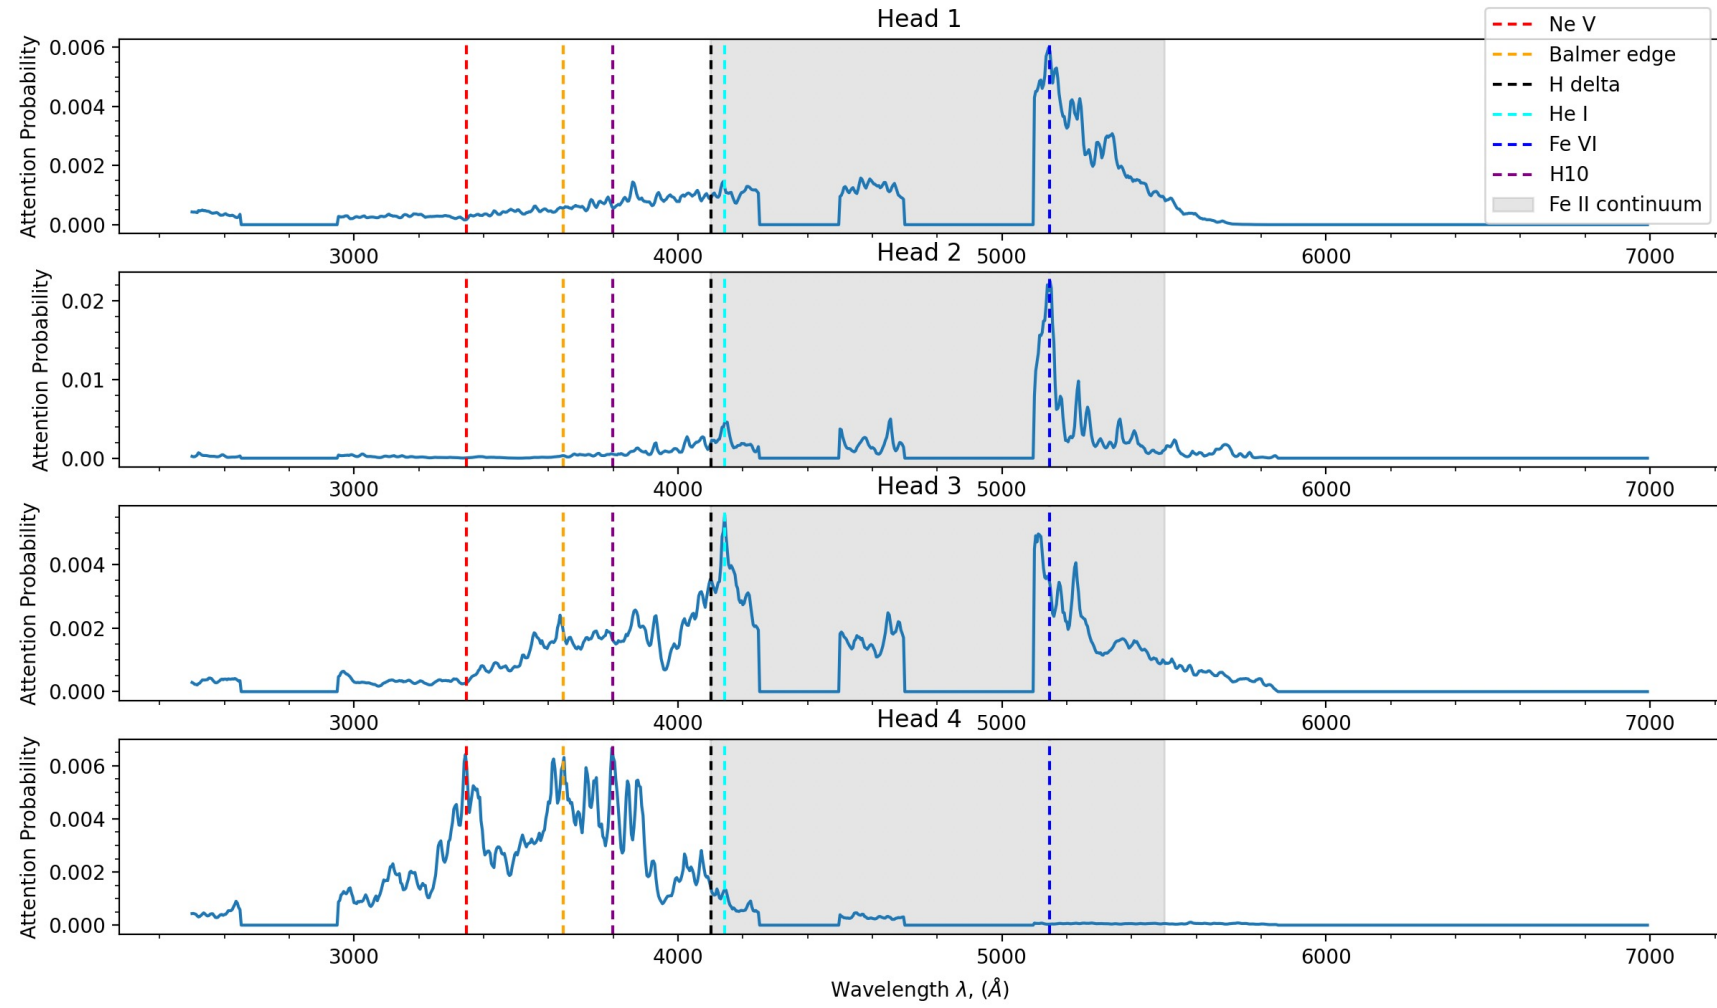 Head 1
Ne V
Balmer edge
H delta
He I
Fe VI
H10
Fe II continuum
Attention Probability
0.006
0.004
0.002
0.000
3000 4000 5000 6000 7000
Head 2
Attention Probability
0.02
0.01
0.00
3000 4000 5000 6000 7000
Head 3
Attention Probability
0.004
0.002
0.000
3000 4000 5000 6000 7000
Head 4
Attention Probability
0.006
0.004
0.002
0.000
3000 4000 5000 6000 7000
Wavelength λ, (Å)